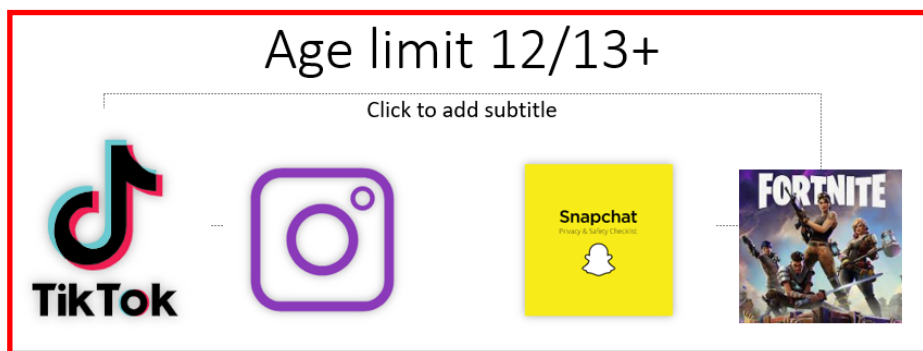 Age limit 12/13+
Click to add subtitle
TikTok
Snapchat
Privacy & Safety Checklist
FORTNITE